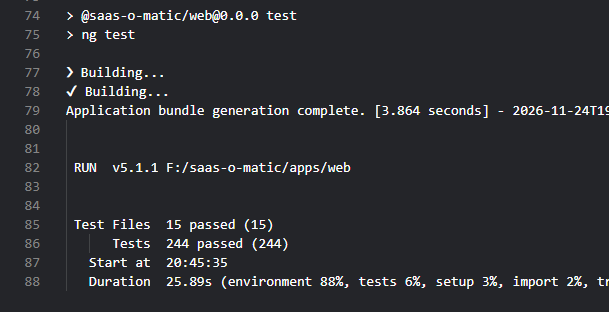 74 > @saas-o-matic/web@0.0.0 test
75 > ng test
76
77 ❯ Building...
78 ✔ Building...
79 Application bundle generation complete. [3.864 seconds] - 2026-11-24T19
80
81
82 RUN v5.1.1 F:/saas-o-matic/apps/web
83
84
85 Test Files 15 passed (15)
86 Tests 244 passed (244)
87 Start at 20:45:35
88 Duration 25.89s (environment 88%, tests 6%, setup 3%, import 2%, tr